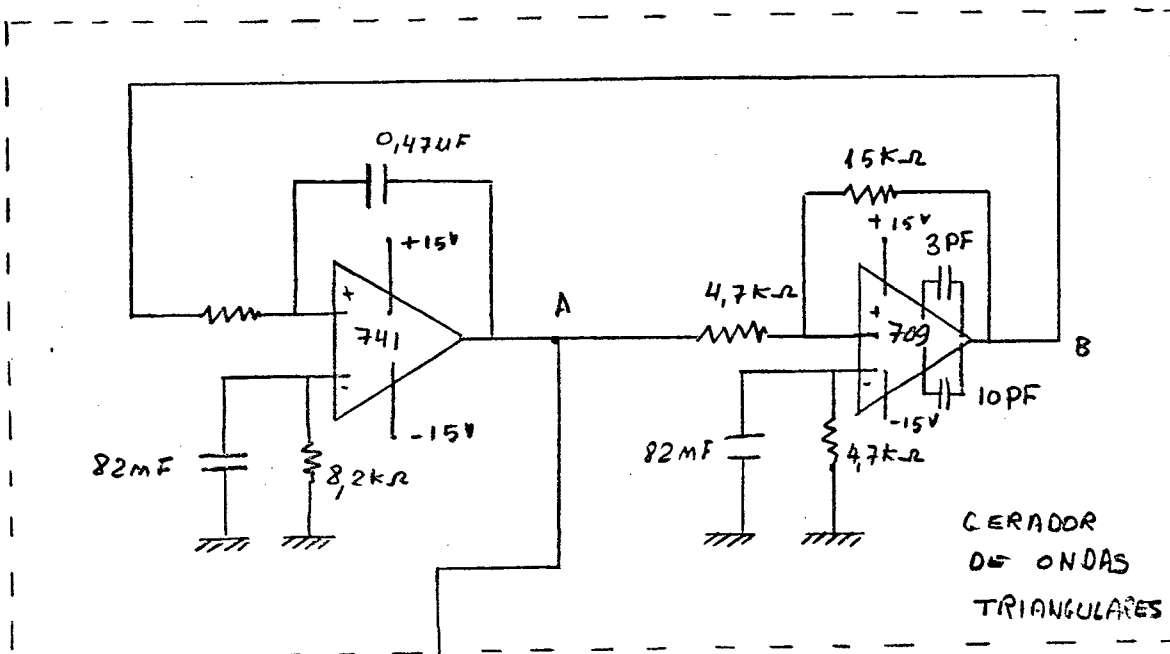 0,47µF
15KΩ
+15V
+15V
3PF
4,7KΩ
A
+
741
-
+
709
-
B
-15V
-15V
10PF
82mF
8,2KΩ
82mF
4,7KΩ
GERADOR
DE ONDAS
TRIANGULARES